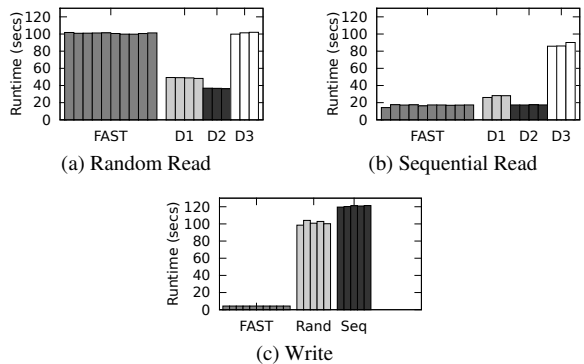 Runtime (secs)
120
100
80
60
40
20
0
FAST D1 D2 D3
(a) Random Read
Runtime (secs)
120
100
80
60
40
20
0
FAST D1 D2 D3
(b) Sequential Read
Runtime (secs)
120
100
80
60
40
20
0
FAST Rand Seq
(c) Write